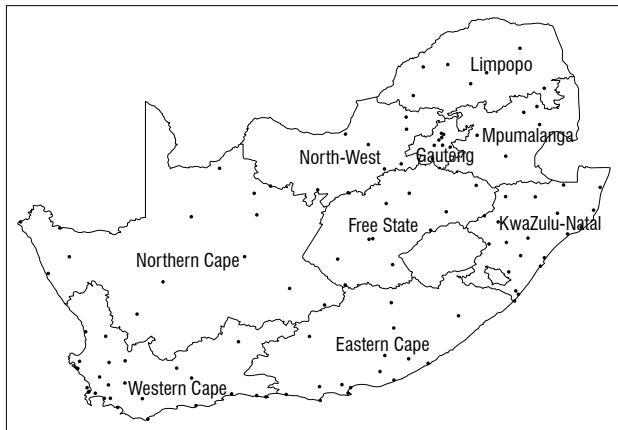 Limpopo
Mpumalanga
North-West
Gauteng
Free State
KwaZulu-Natal
Northern Cape
Eastern Cape
Western Cape